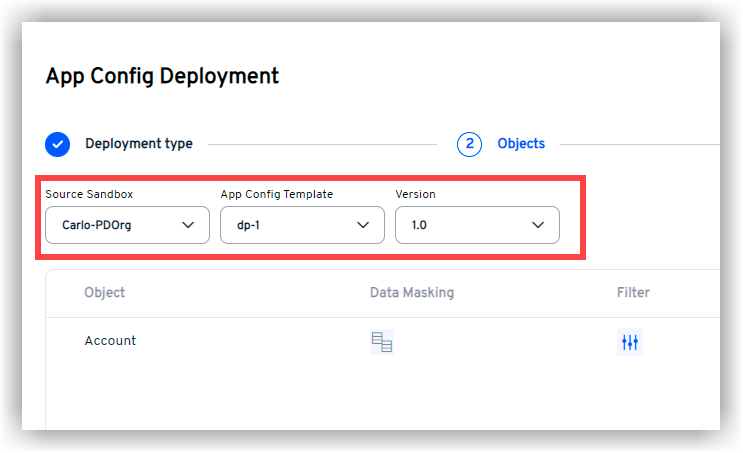 App Config Deployment
Deployment type 2 Objects
Source Sandbox App Config Template Version
Carlo-PDOrg dp-1 1.0
Object Data Masking Filter
Account